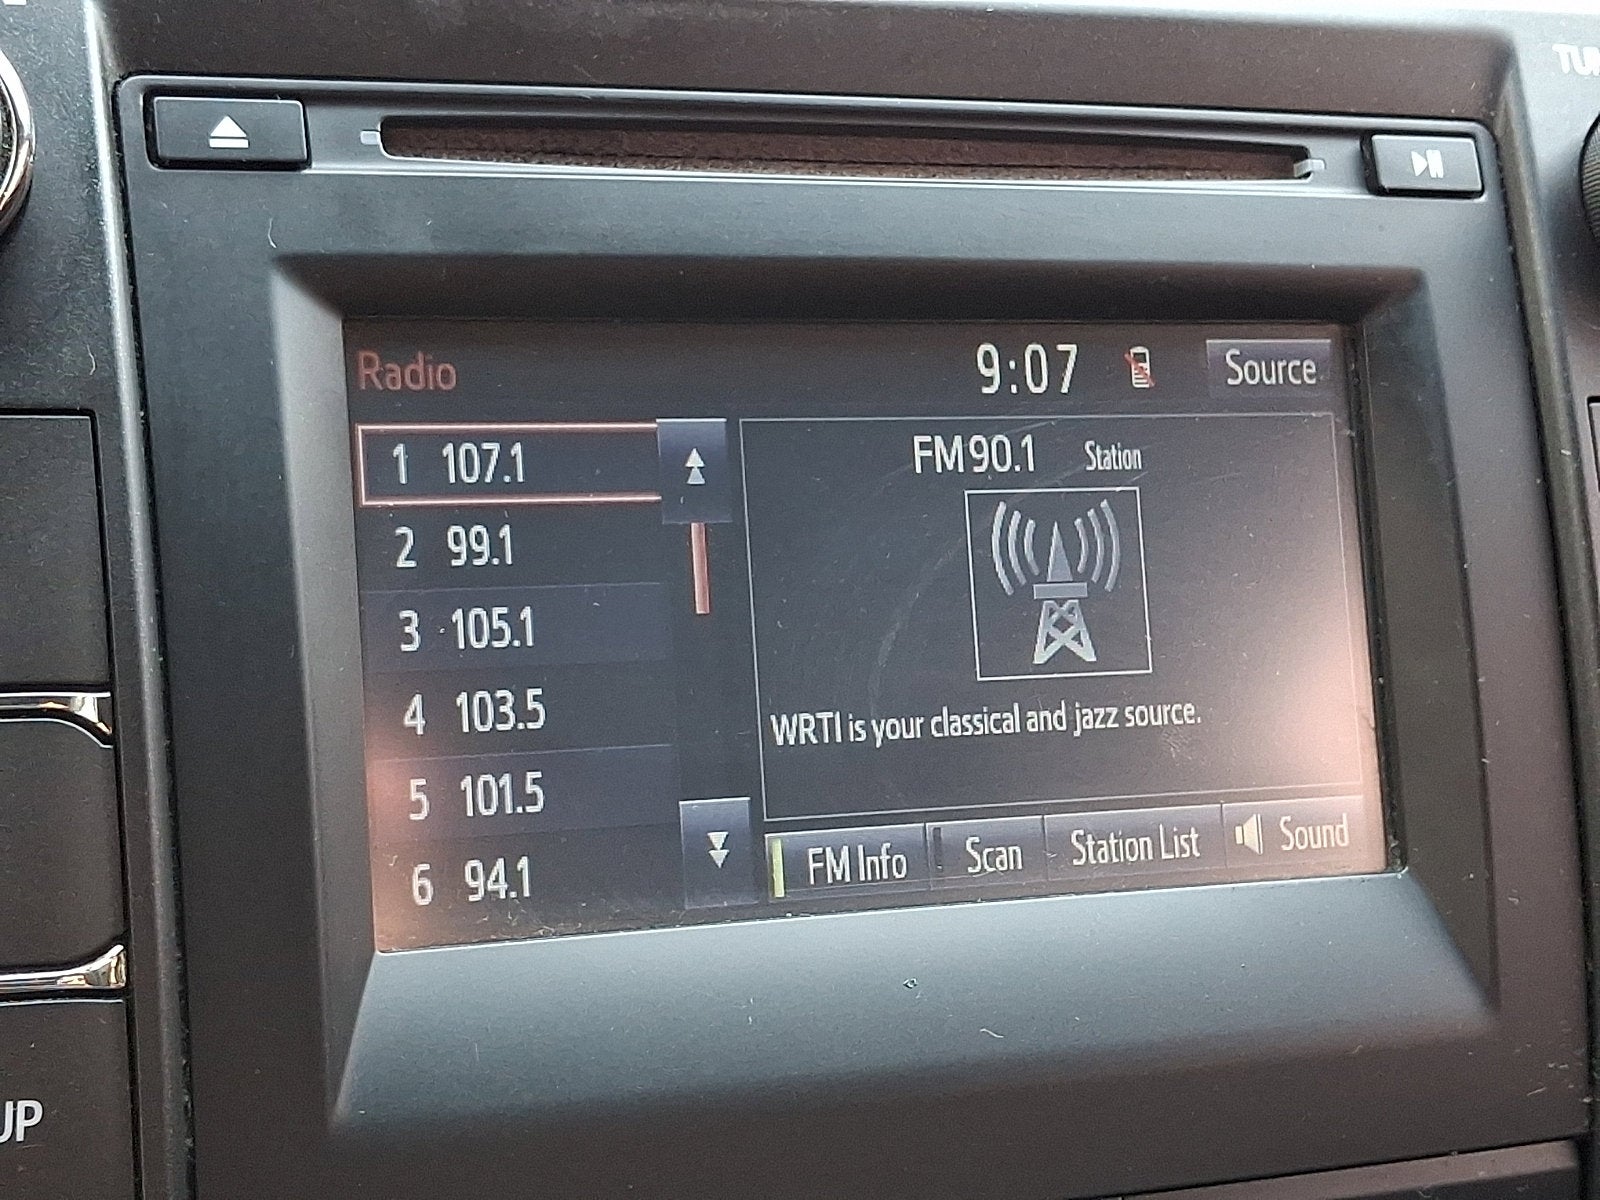 Radio 9:07 Source
1 107.1
2 99.1
3 105.1
4 103.5
5 101.5
6 94.1
FM 90.1 Station
WRTI is your classical and jazz source.
FM Info Scan Station List Sound